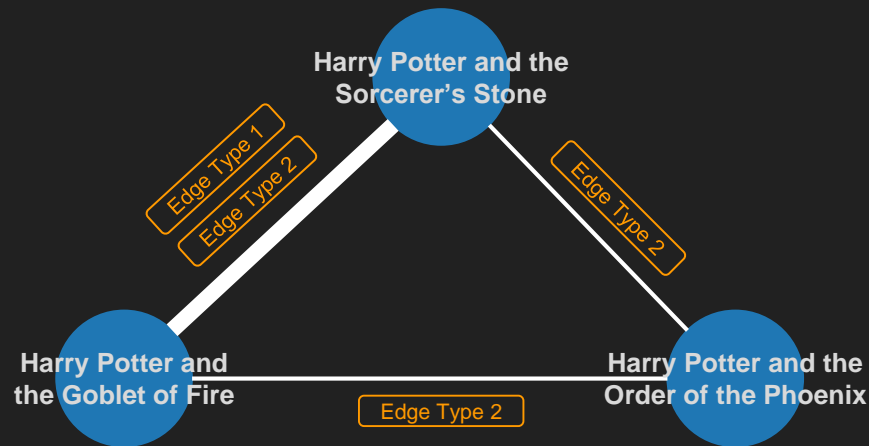 Harry Potter and the
Sorcerer’s Stone
Edge Type 1
Edge Type 2
Edge Type 2
Harry Potter and
the Goblet of Fire
Harry Potter and the
Order of the Phoenix
Edge Type 2